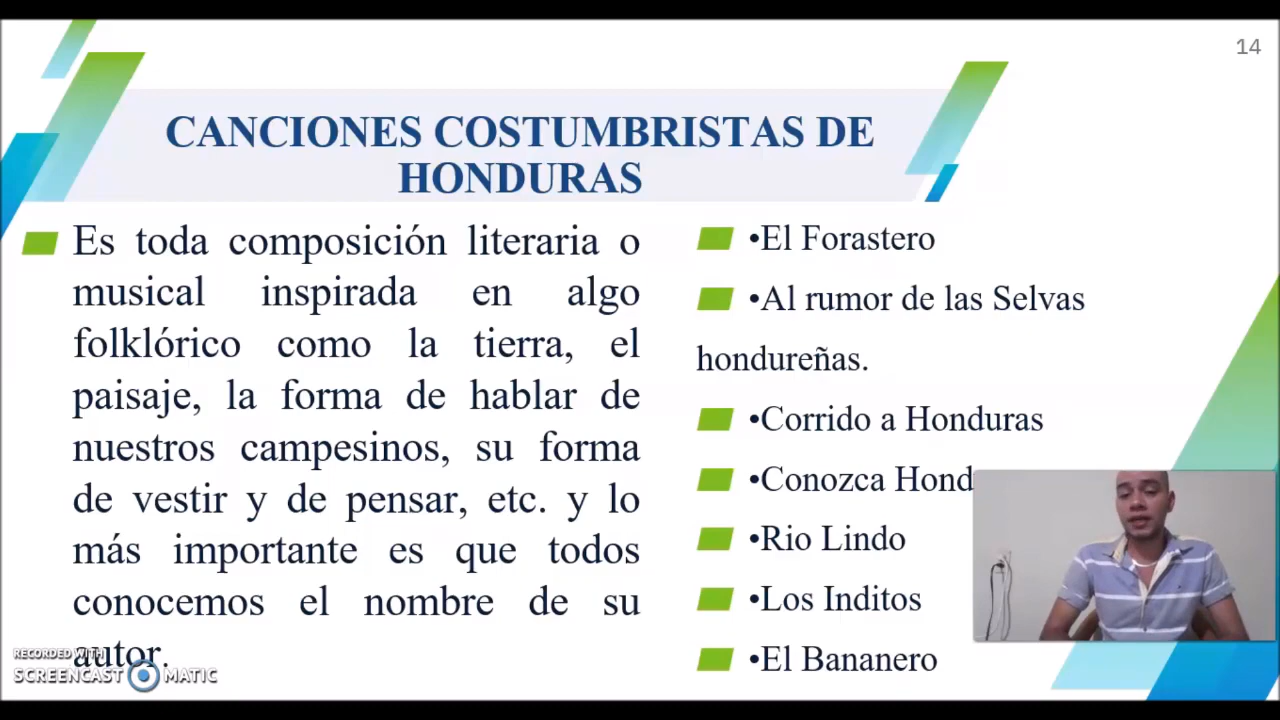 14
CANCIONES COSTUMBRISTAS DE
HONDURAS
Es toda composición literaria o
musical inspirada en algo
folklórico como la tierra, el
paisaje, la forma de hablar de
nuestros campesinos, su forma
de vestir y de pensar, etc. y lo
más importante es que todos
conocemos el nombre de su
autor.
•El Forastero
•Al rumor de las Selvas
hondureñas.
•Corrido a Honduras
•Conozca
•Rio Lindo
•Los Inditos
•El Bananero
RECORDED WITH
SCREENCAST MATIC